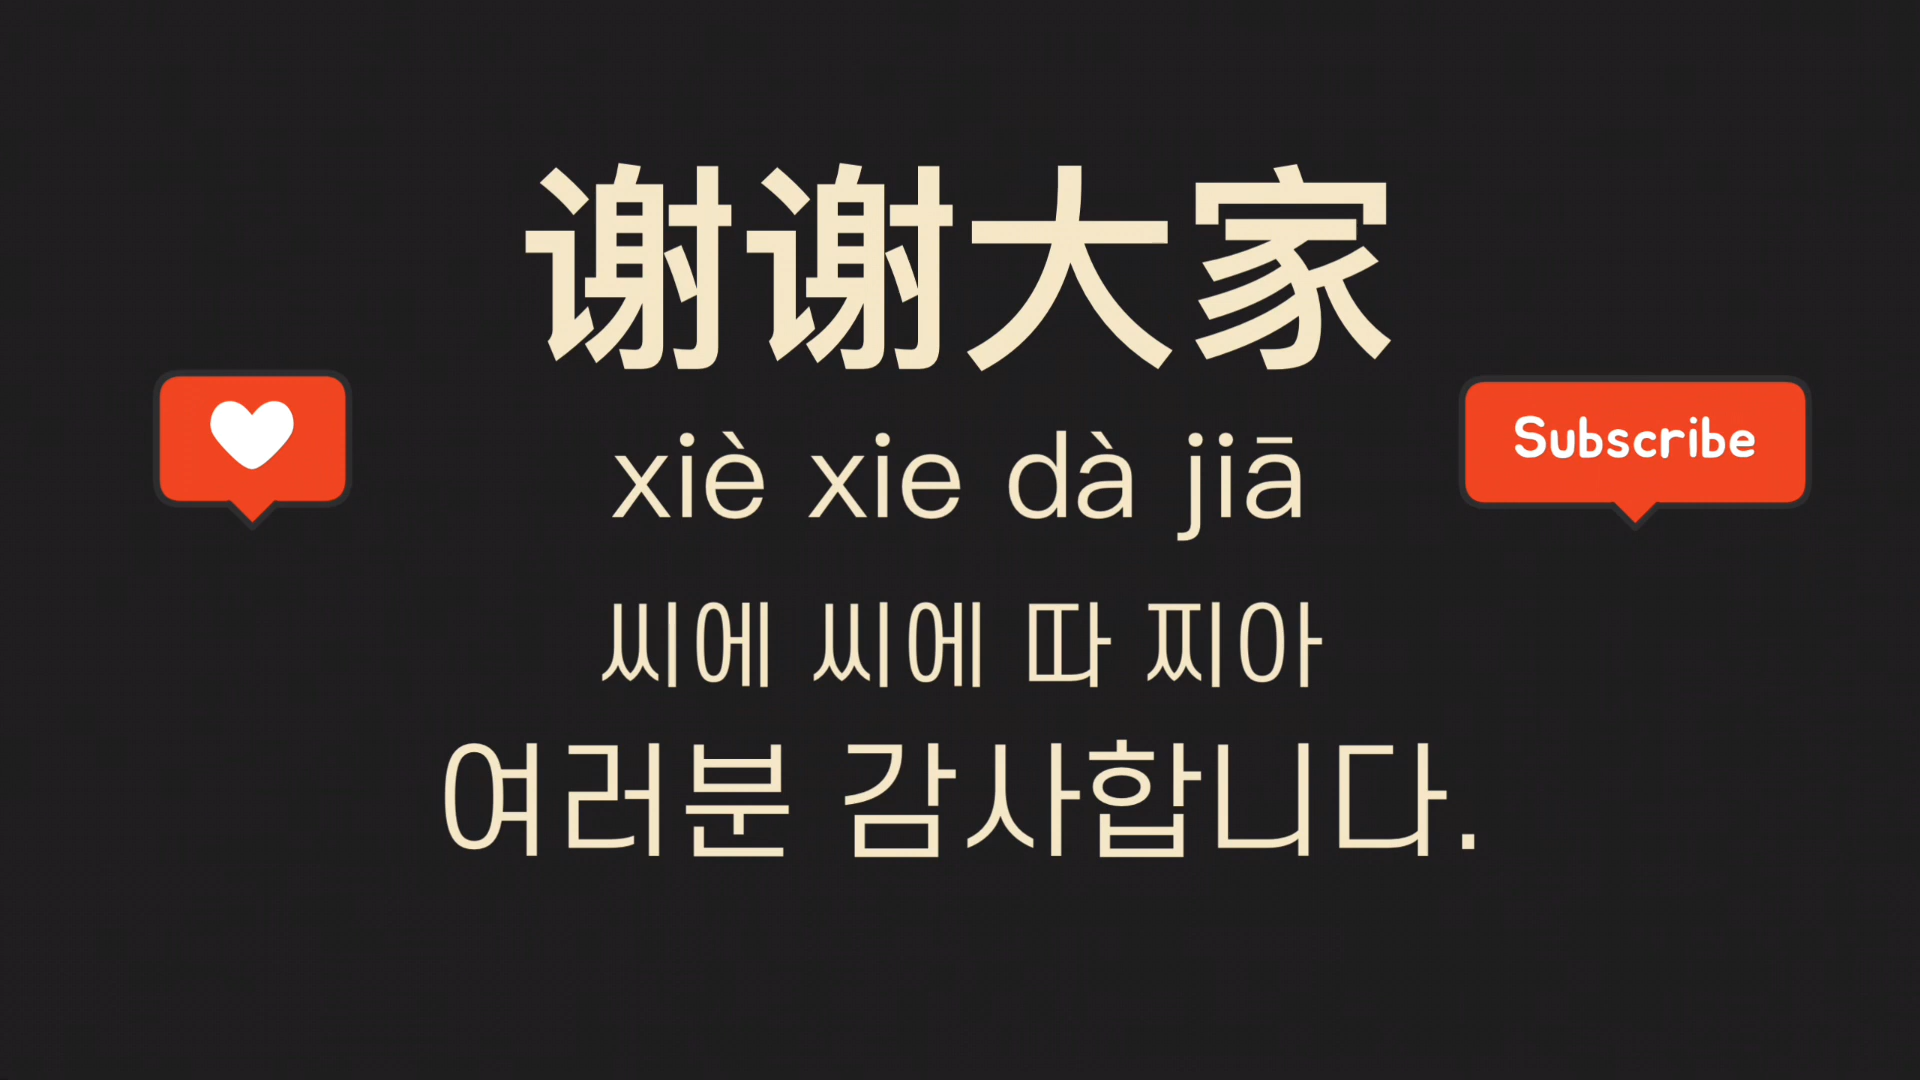 谢谢大家
xiè xie dà jiā
Subscribe
씨에 씨에 따 찌아
여러분 감사합니다.